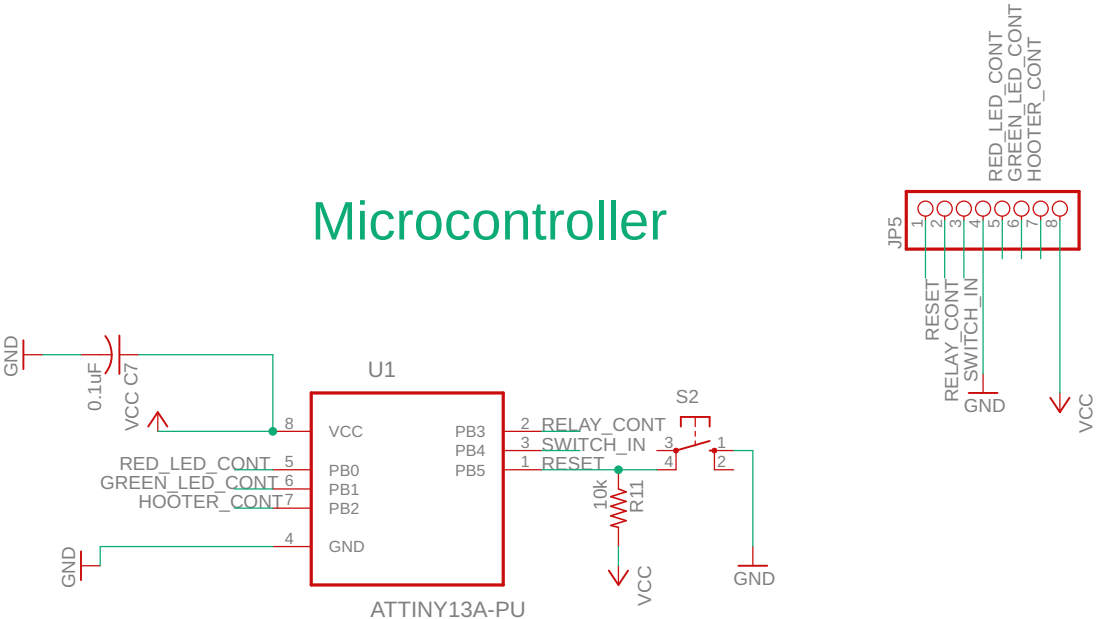 RED_LED_CONT
GREEN_LED_CONT
HOOTER_CONT
Microcontroller
JP5
1
2
3
4
5
6
7
8
RESET
RELAY_CONT
SWITCH_IN
GND
VCC
GND
0.1uF
C7
VCC
U1
8
VCC
RED_LED_CONT
5
PB0
GREEN_LED_CONT
6
PB1
HOOTER_CONT
7
PB2
GND
4
GND
PB3
2
RELAY_CONT
PB4
3
SWITCH_IN
PB5
1
RESET
S2
3
1
4
2
10k
R11
VCC
GND
ATTINY13A-PU